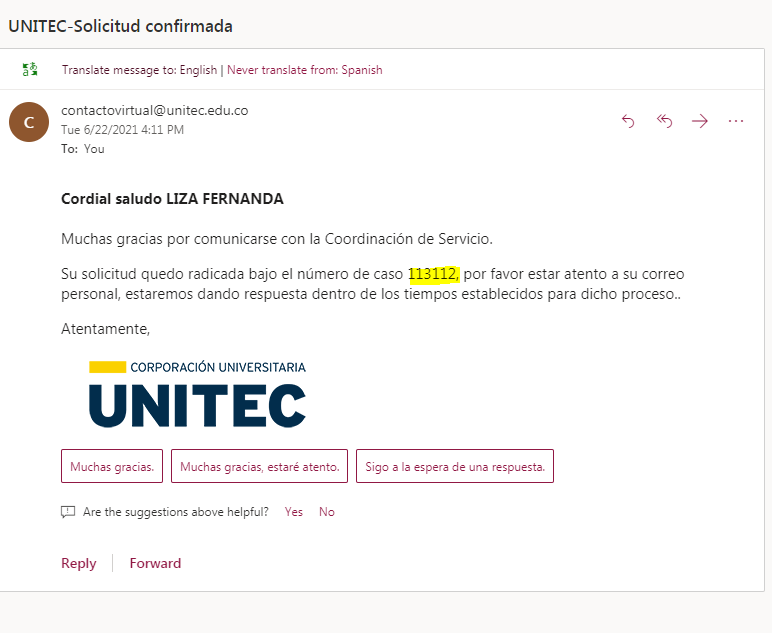 UNITEC-Solicitud confirmada
Translate message to: English | Never translate from: Spanish
C
contactovirtual@unitec.edu.co
Tue 6/22/2021 4:11 PM
To: You
Cordial saludo LIZA FERNANDA
Muchas gracias por comunicarse con la Coordinación de Servicio.
Su solicitud quedo radicada bajo el número de caso 113112, por favor estar atento a su correo
personal, estaremos dando respuesta dentro de los tiempos establecidos para dicho proceso..
Atentamente,
CORPORACIÓN UNIVERSITARIA
UNITEC
Muchas gracias. Muchas gracias, estaré atento. Sigo a la espera de una respuesta.
Are the suggestions above helpful? Yes No
Reply Forward